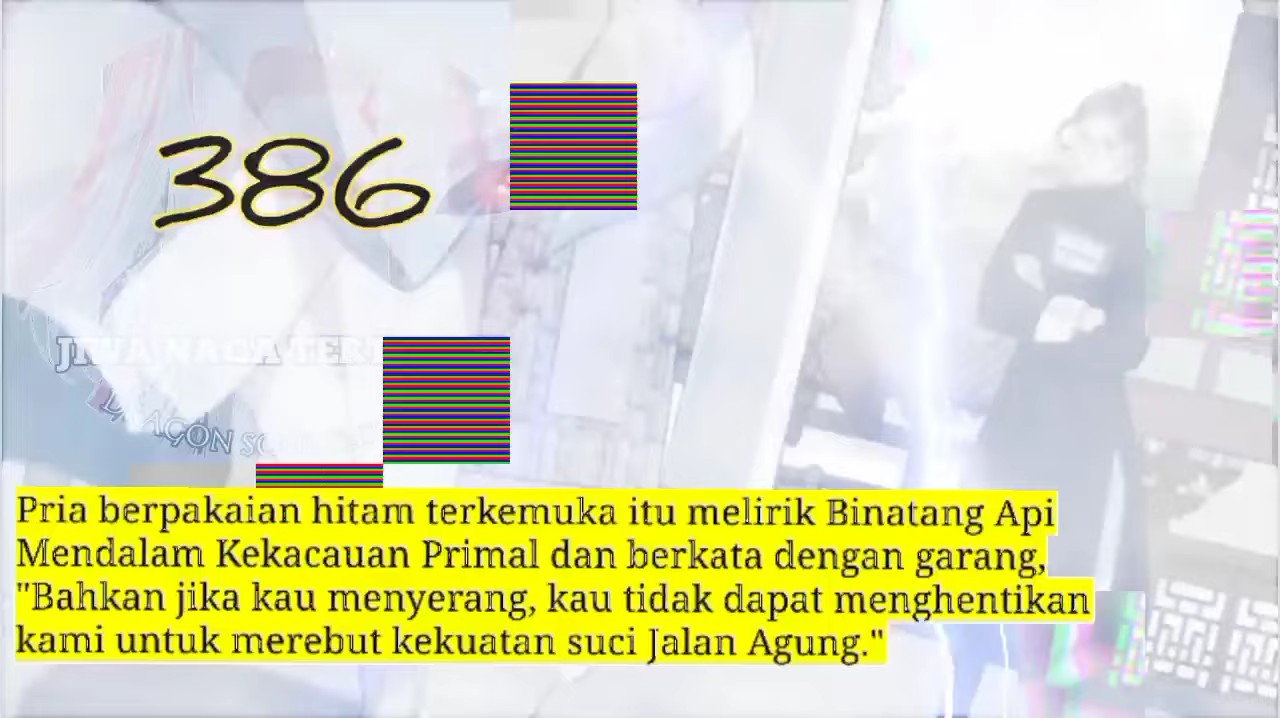 386
DRAGON
Pria berpakaian hitam terkemuka itu melirik Binatang Api
Mendalam Kekacauan Primal dan berkata dengan garang,
"Bahkan jika kau menyerang, kau tidak dapat menghentikan
kami untuk merebut kekuatan suci Jalan Agung."